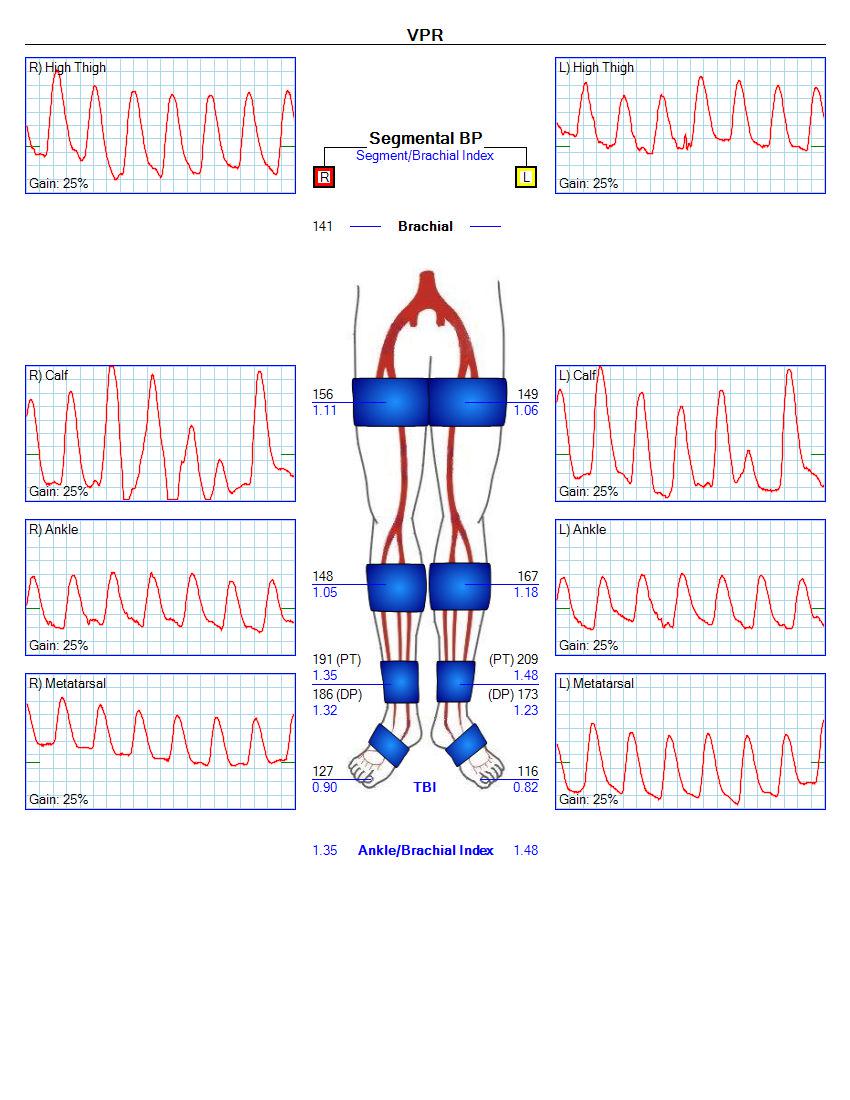 VPR
R) High Thigh
Gain: 25%
L) High Thigh
Gain: 25%
Segmental BP
Segment/Brachial Index
R
L
141 Brachial
R) Calf
Gain: 25%
L) Calf
Gain: 25%
156
1.11
149
1.06
R) Ankle
Gain: 25%
L) Ankle
Gain: 25%
148
1.05
167
1.18
R) Metatarsal
Gain: 25%
L) Metatarsal
Gain: 25%
191 (PT)
1.35
186 (DP)
1.32
(PT) 209
1.48
(DP) 173
1.23
127
0.90
TBI
116
0.82
1.35 Ankle/Brachial Index 1.48